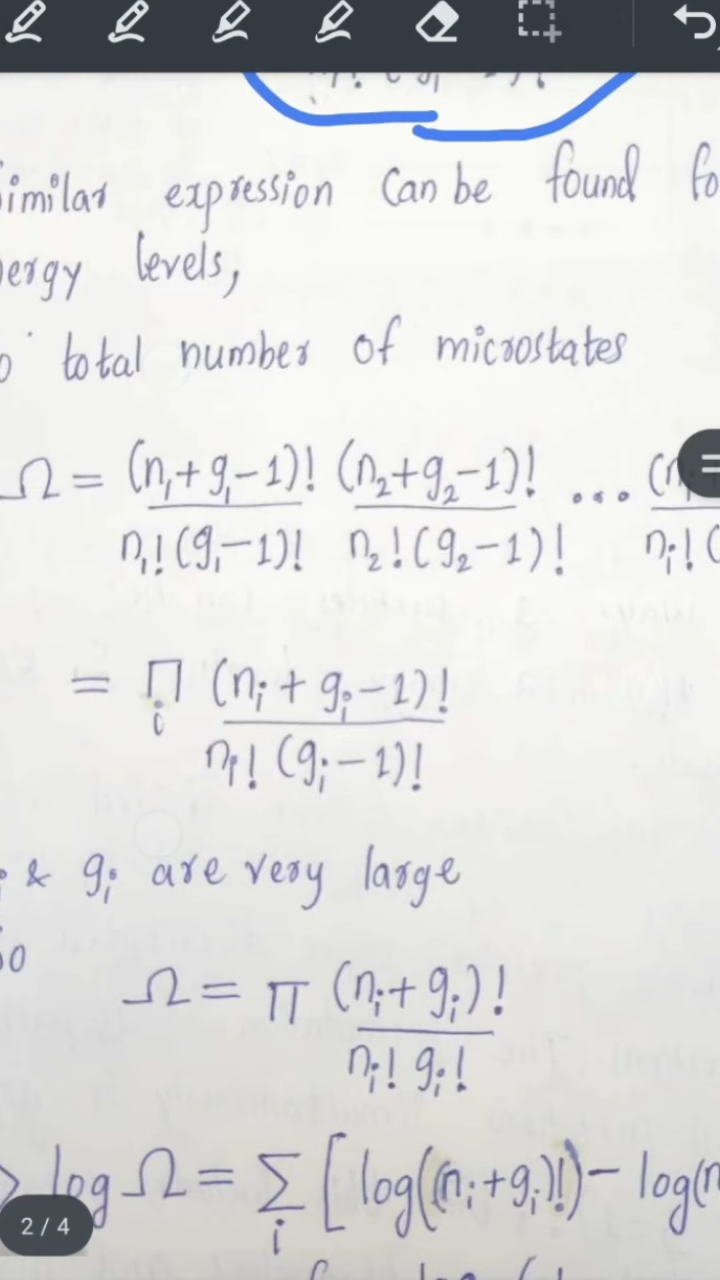 imilar expression Can be found fo
ergy levels,
total number of microstates
Ω = (n₁+g₁−1)! (n₂+g₂−1)! ... (n
n₁!(g₁−1)! n₂!(g₂−1)! nᵢ!(
= Π (nᵢ+gᵢ−1)!
i nᵢ! (gᵢ−1)!
& gᵢ are very large
Ω = Π (nᵢ+gᵢ)!
nᵢ! gᵢ!
log Ω = Σ [log((nᵢ+gᵢ)!) − log(n
i
2 / 4